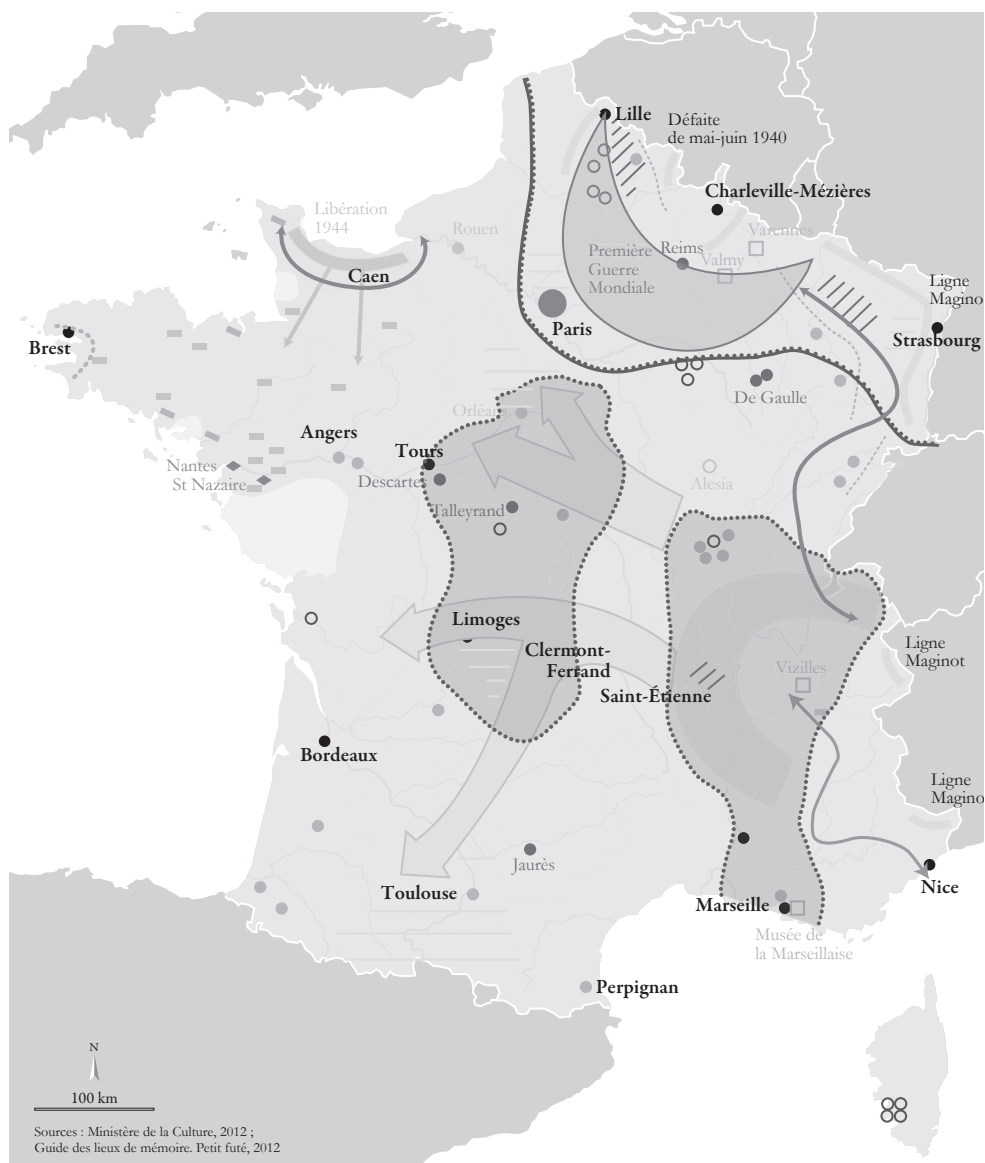 Lille
Défaite
de mai-juin 1940
Charleville-Mézières
Libération
1944
Rouen
Varennes
Reims
Valmy
Première
Guerre
Mondiale
Caen
Ligne
Magino
Paris
Strasbourg
Brest
De Gaulle
Orléans
Angers
Tours
Nantes
St Nazaire
Descarte
Alesia
Talleyrand
Limoges
Clermont-
Ferrand
Ligne
Maginot
Vizilles
Saint-Étienne
Bordeaux
Ligne
Magino
Jaurès
Toulouse
Nice
Marseille
Musée de
la Marseillaise
Perpignan
N
100 km
Sources : Ministère de la Culture, 2012 ;
Guide des lieux de mémoire. Petit futé, 2012